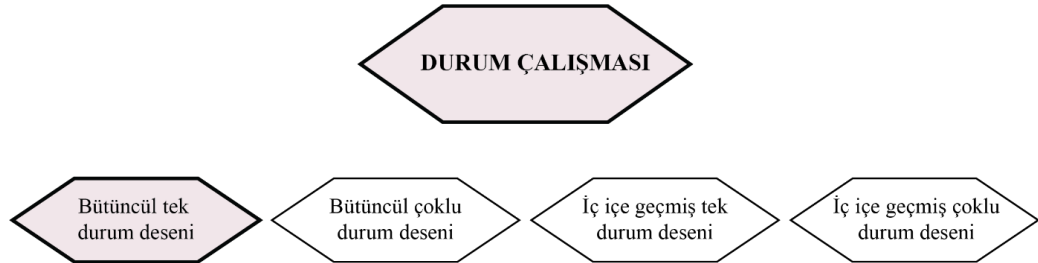 DURUM ÇALIŞMASI
Bütüncül tek
durum deseni
Bütüncül çoklu
durum deseni
İç içe geçmiş tek
durum deseni
İç içe geçmiş çoklu
durum deseni